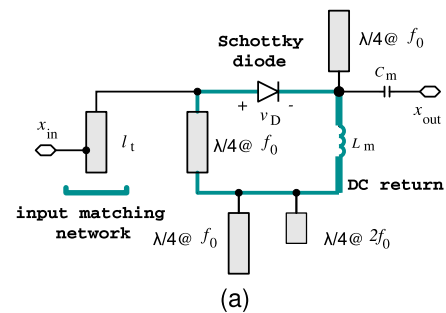 Schottky
diode
λ/4@ f0
Cm
xout
+ vD -
xin
lt
λ/4@ f0
Lm
DC return
input matching
network
λ/4@ f0
λ/4@ 2f0
(a)